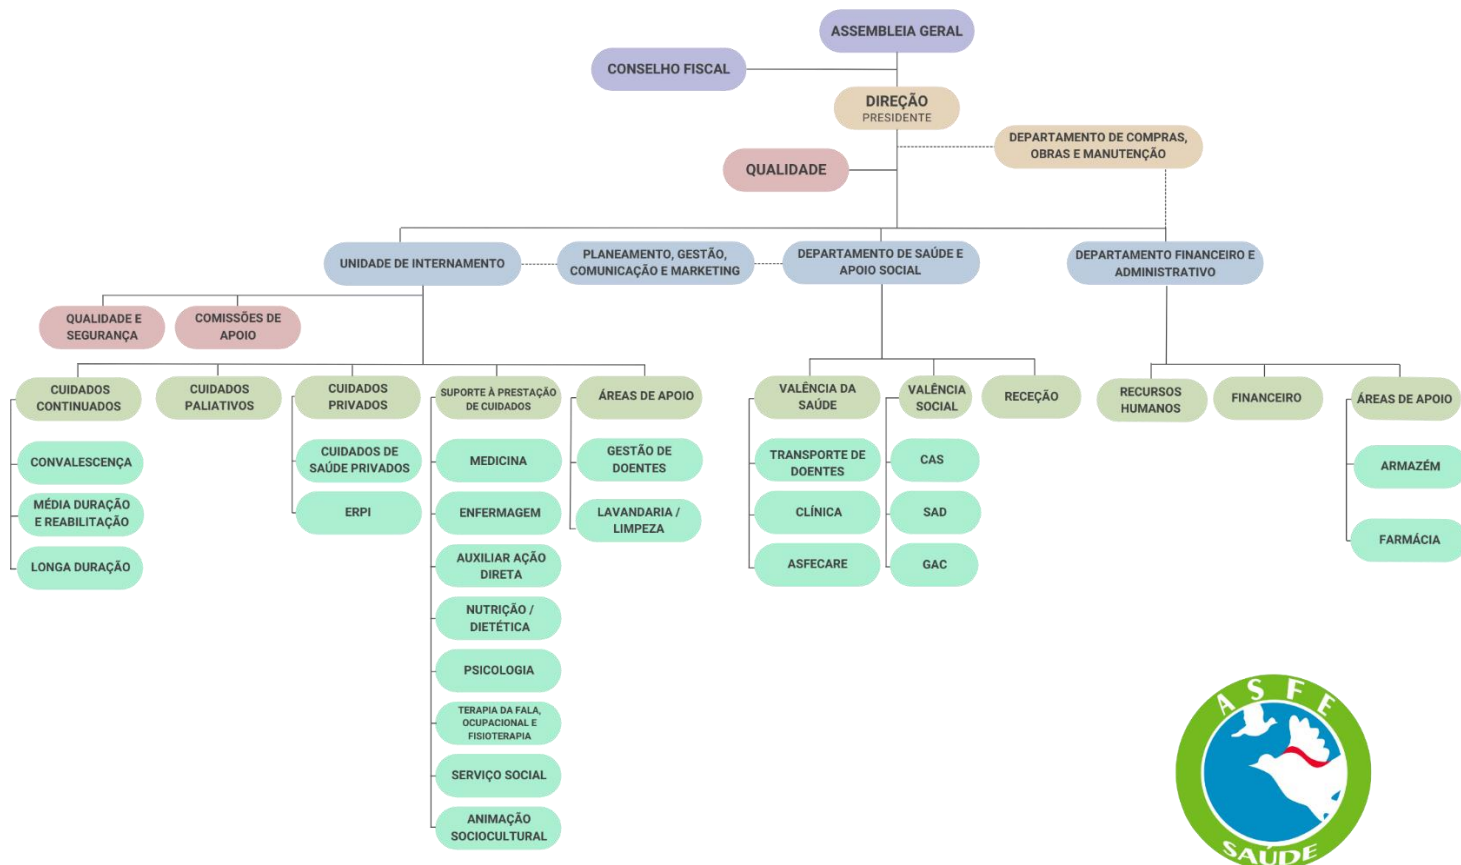 ASSEMBLEIA GERAL
CONSELHO FISCAL
DIREÇÃO
PRESIDENTE
DEPARTAMENTO DE COMPRAS,
OBRAS E MANUTENÇÃO
QUALIDADE
UNIDADE DE INTERNAMENTO
PLANEAMENTO, GESTÃO,
COMUNICAÇÃO E MARKETING
DEPARTAMENTO DE SAÚDE E
APOIO SOCIAL
DEPARTAMENTO FINANCEIRO E
ADMINISTRATIVO
QUALIDADE E
SEGURANÇA
COMISSÕES DE
APOIO
CUIDADOS
CONTINUADOS
CONVALESCENÇA
MÉDIA DURAÇÃO
E REABILITAÇÃO
LONGA DURAÇÃO
CUIDADOS
PALIATIVOS
CUIDADOS
PRIVADOS
CUIDADOS DE
SAÚDE PRIVADOS
ERPI
SUPORTE À PRESTAÇÃO
DE CUIDADOS
MEDICINA
ENFERMAGEM
AUXILIAR AÇÃO
DIRETA
NUTRIÇÃO /
DIETÉTICA
PSICOLOGIA
TERAPIA DA FALA,
OCUPACIONAL E
FISIOTERAPIA
SERVIÇO SOCIAL
ANIMAÇÃO
SOCIOCULTURAL
ÁREAS DE APOIO
GESTÃO DE
DOENTES
LAVANDARIA /
LIMPEZA
VALÊNCIA DA
SAÚDE
TRANSPORTE DE
DOENTES
CLÍNICA
ASFECARE
VALÊNCIA
SOCIAL
CAS
SAD
GAC
RECEÇÃO
RECURSOS
HUMANOS
FINANCEIRO
ÁREAS DE APOIO
ARMAZÉM
FARMÁCIA
ASFE
SAÚDE